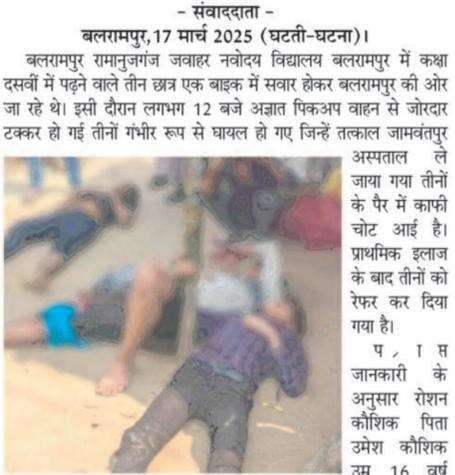 - संवाददाता -
बलरामपुर,17 मार्च 2025 (घटती-घटना)।
बलरामपुर रामानुजगंज जवाहर नवोदय विद्यालय बलरामपुर में कक्षा
दसवीं में पढ़ने वाले तीन छात्र एक बाइक में सवार होकर बलरामपुर की ओर
जा रहे थे। इसी दौरान लगभग 12 बजे अज्ञात पिकअप वाहन से जोरदार
टक्कर हो गई तीनों गंभीर रूप से घायल हो गए जिन्हें तत्काल जामवंतपुर
अस्पताल ले
जाया गया तीनों
के पैर में काफी
चोट आई है।
प्राथमिक इलाज
के बाद तीनों को
रेफर कर दिया
गया है।
प ्र ा प्त
जानकारी के
अनुसार रोशन
कौशिक पिता
उमेश कौशिक
उम्र 16 वर्ष